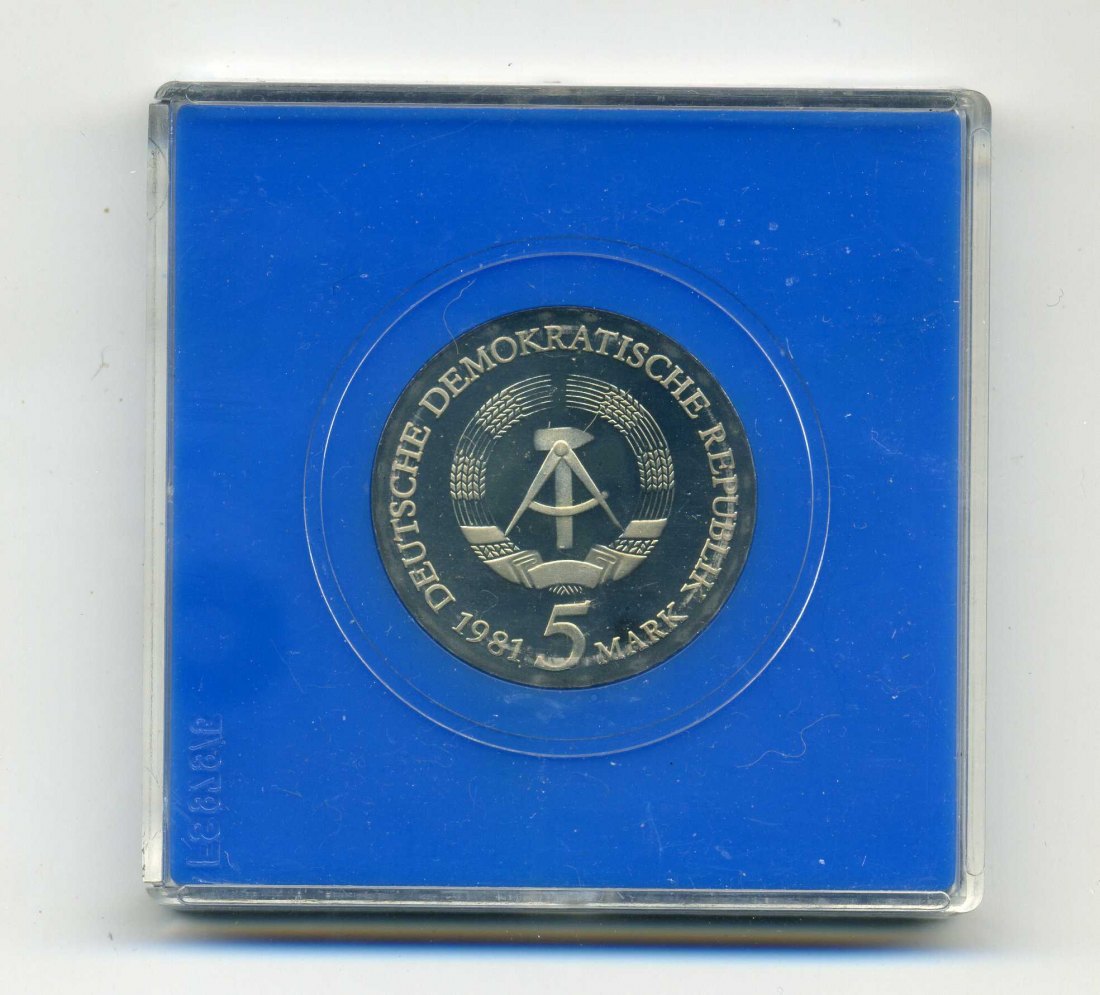 DEUTSCHE DEMOKRATISCHE REPUBLIK
1981 5 MARK